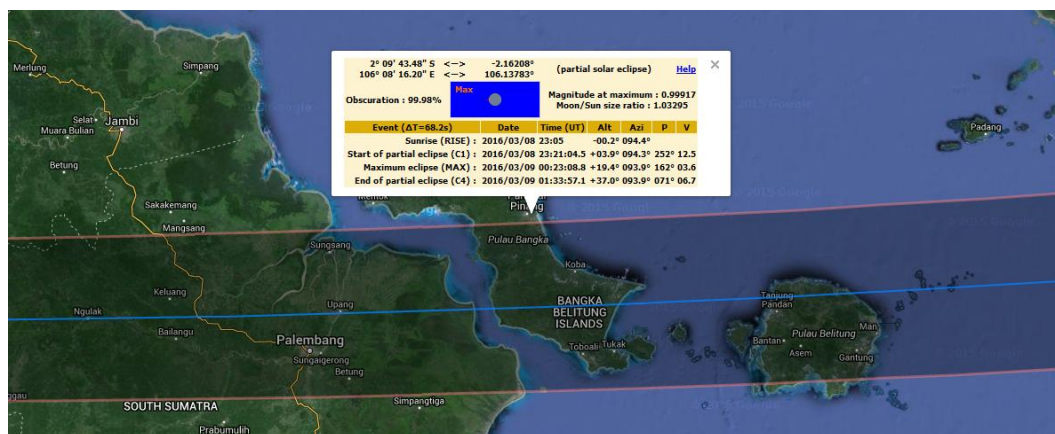 Merlung
Simpang
2° 09' 43.48" S <—> -2.16208°
106° 08' 16.20" E <—> 106.13783°
(partial solar eclipse)
Help
×
Obscuration : 99.98%
Max
Magnitude at maximum : 0.99917
Moon/Sun size ratio : 1.03295
Event (ΔT=68.2s) Date Time (UT) Alt Azi P V
Sunrise (RISE) : 2016/03/08 23:05 -00.2° 094.4°
Start of partial eclipse (C1) : 2016/03/08 23:21:04.5 +03.9° 094.3° 252° 12.5
Maximum eclipse (MAX) : 2016/03/09 00:23:08.8 +19.4° 093.9° 162° 03.6
End of partial eclipse (C4) : 2016/03/09 01:33:57.1 +37.0° 093.9° 071° 06.7
Selat
Jambi
Muara Bulian
Padang
Betung
Sakakemang
Mangsang
Pinang
Sungsang
Pulau Bangka
Koba
Keluang
Ngulak
Upang
BANGKA
BELITUNG
ISLANDS
Tanjung
Pandan
Bailangu
Palembang
Pulau Belitung
Man
Bantan
Toboali
Tukak
Asem
Gantung
Sungaigerong
Betung
SOUTH SUMATRA
Simpangtiga
Prabumulih